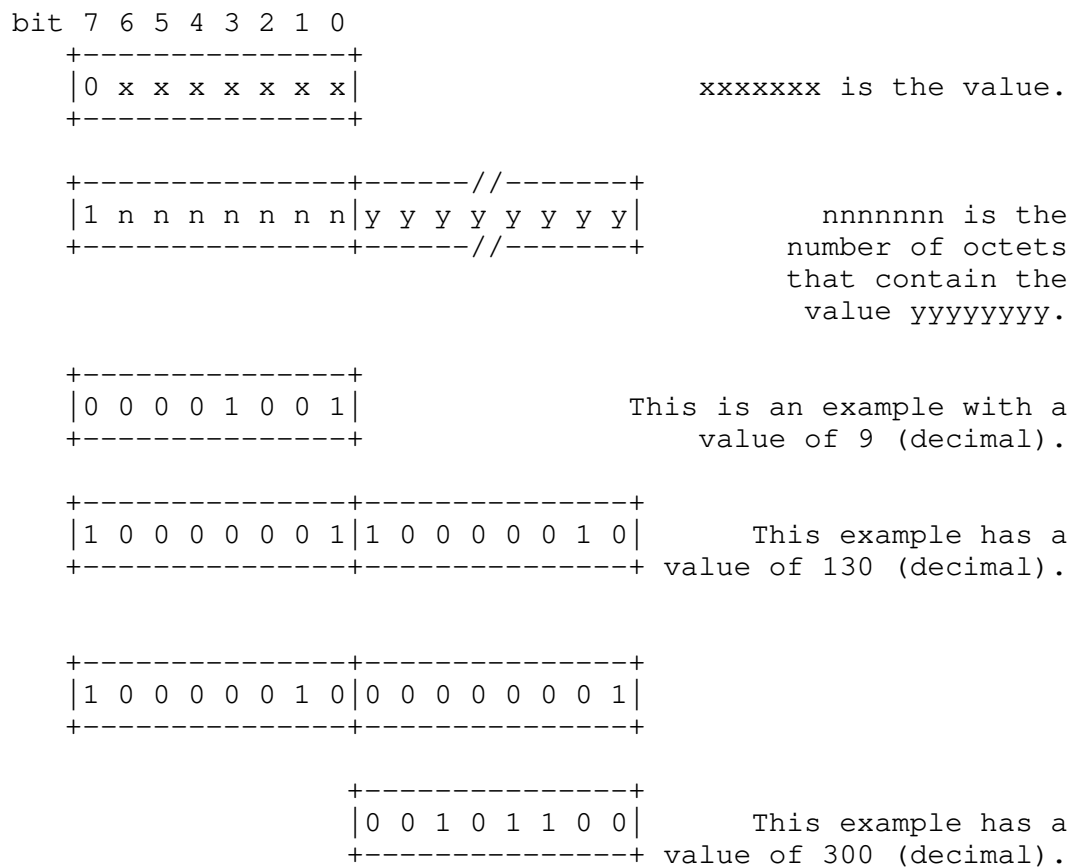 bit 7 6 5 4 3 2 1 0
+---------------+
|0 x x x x x x x| xxxxxxx is the value.
+---------------+
+---------------+------//-------+
|1 n n n n n n n|y y y y y y y y| nnnnnnn is the
+---------------+------//-------+ number of octets
that contain the
value yyyyyyyy.
+---------------+
|0 0 0 0 1 0 0 1| This is an example with a
+---------------+ value of 9 (decimal).
+---------------+---------------+
|1 0 0 0 0 0 0 1|1 0 0 0 0 0 1 0| This example has a
+---------------+---------------+ value of 130 (decimal).
+---------------+---------------+
|1 0 0 0 0 0 1 0|0 0 0 0 0 0 0 1|
+---------------+---------------+
+---------------+
|0 0 1 0 1 1 0 0| This example has a
+---------------+ value of 300 (decimal).